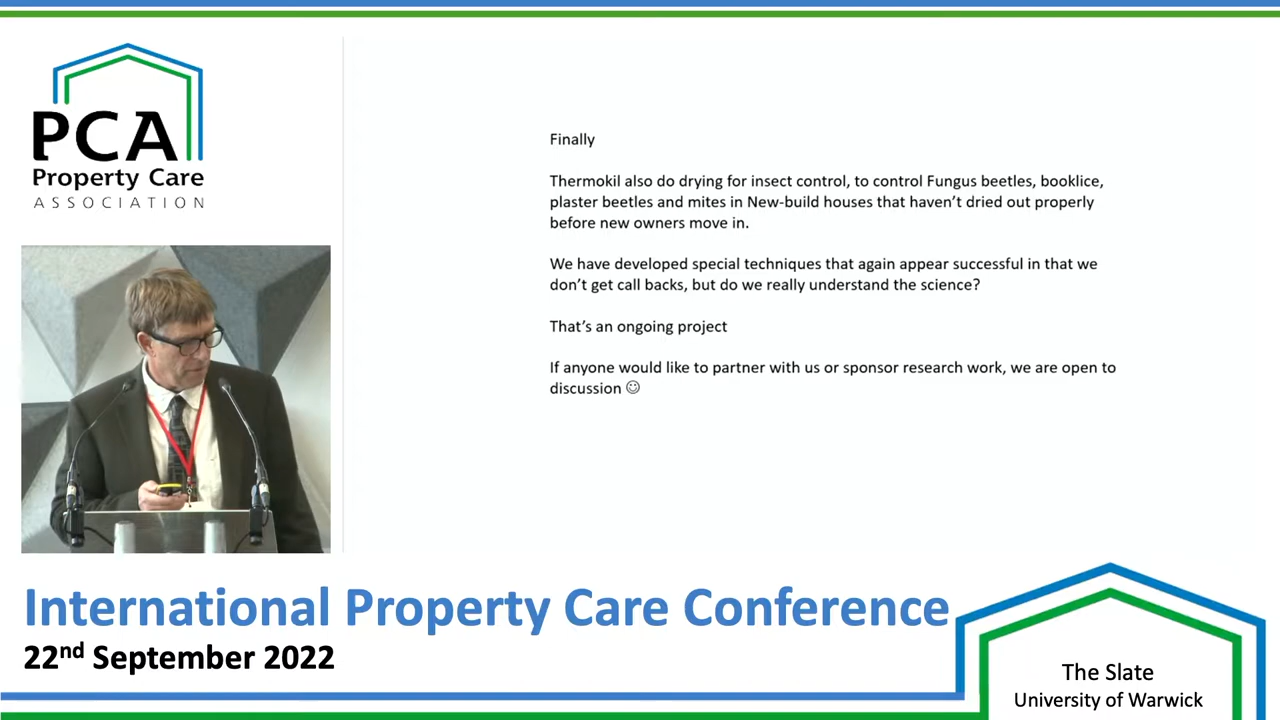 PCA
Property Care
ASSOCIATION
Finally
Thermokil also do drying for insect control, to control Fungus beetles, booklice,
plaster beetles and mites in New-build houses that haven’t dried out properly
before new owners move in.
We have developed special techniques that again appear successful in that we
don’t get call backs, but do we really understand the science?
That’s an ongoing project
If anyone would like to partner with us or sponsor research work, we are open to
discussion ☺
International Property Care Conference
22nd September 2022
The Slate
University of Warwick